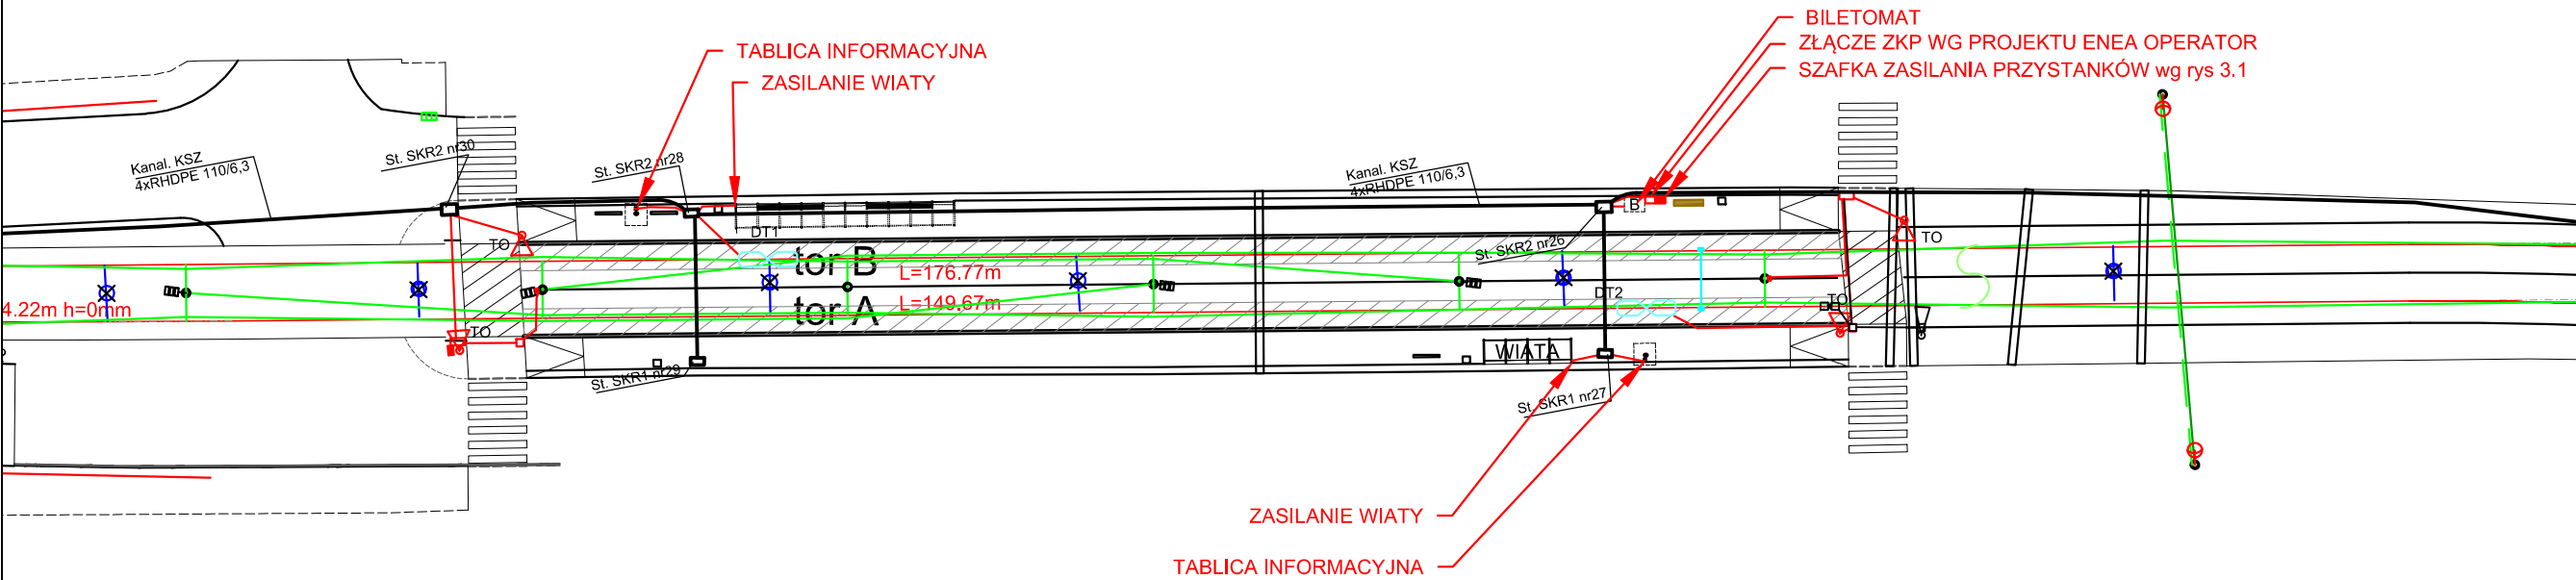 BILETOMAT
TABLICA INFORMACYJNA
ZŁĄCZE ZKP WG PROJEKTU ENEA OPERATOR
ZASILANIE WIATY
SZAFKA ZASILANIA PRZYSTANKÓW wg rys 3.1
Kanal. KSZ
4xRHDPE 110/6,3
St. SKR2 nr30
St. SKR2 nr28
Kanal. KSZ
4xRHDPE 110/6,3
B
DT1
TO
TO
St. SKR2 nr26
tor B
L=176.77m
tor A
L=149.67m
DT2
TO
4.22m h=0mm
TO
WIATA
St. SKR1 nr29
St. SKR1 nr27
ZASILANIE WIATY
TABLICA INFORMACYJNA